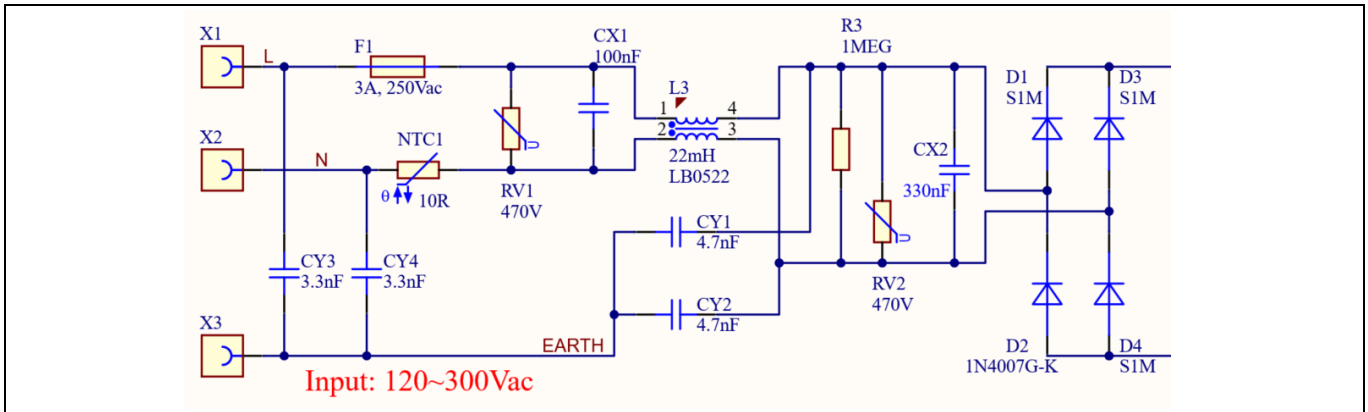 X1
L
F1
3A, 250Vac
CX1
100nF
R3
1MEG
D1
S1M
D3
S1M
L3
1
4
2
3
22mH
LB0522
X2
N
NTC1
θ
10R
RV1
470V
U
CX2
330nF
CY1
4.7nF
U
CY3
3.3nF
CY4
3.3nF
RV2
470V
CY2
4.7nF
X3
EARTH
D2
1N4007G-K
D4
S1M
Input: 120~300Vac